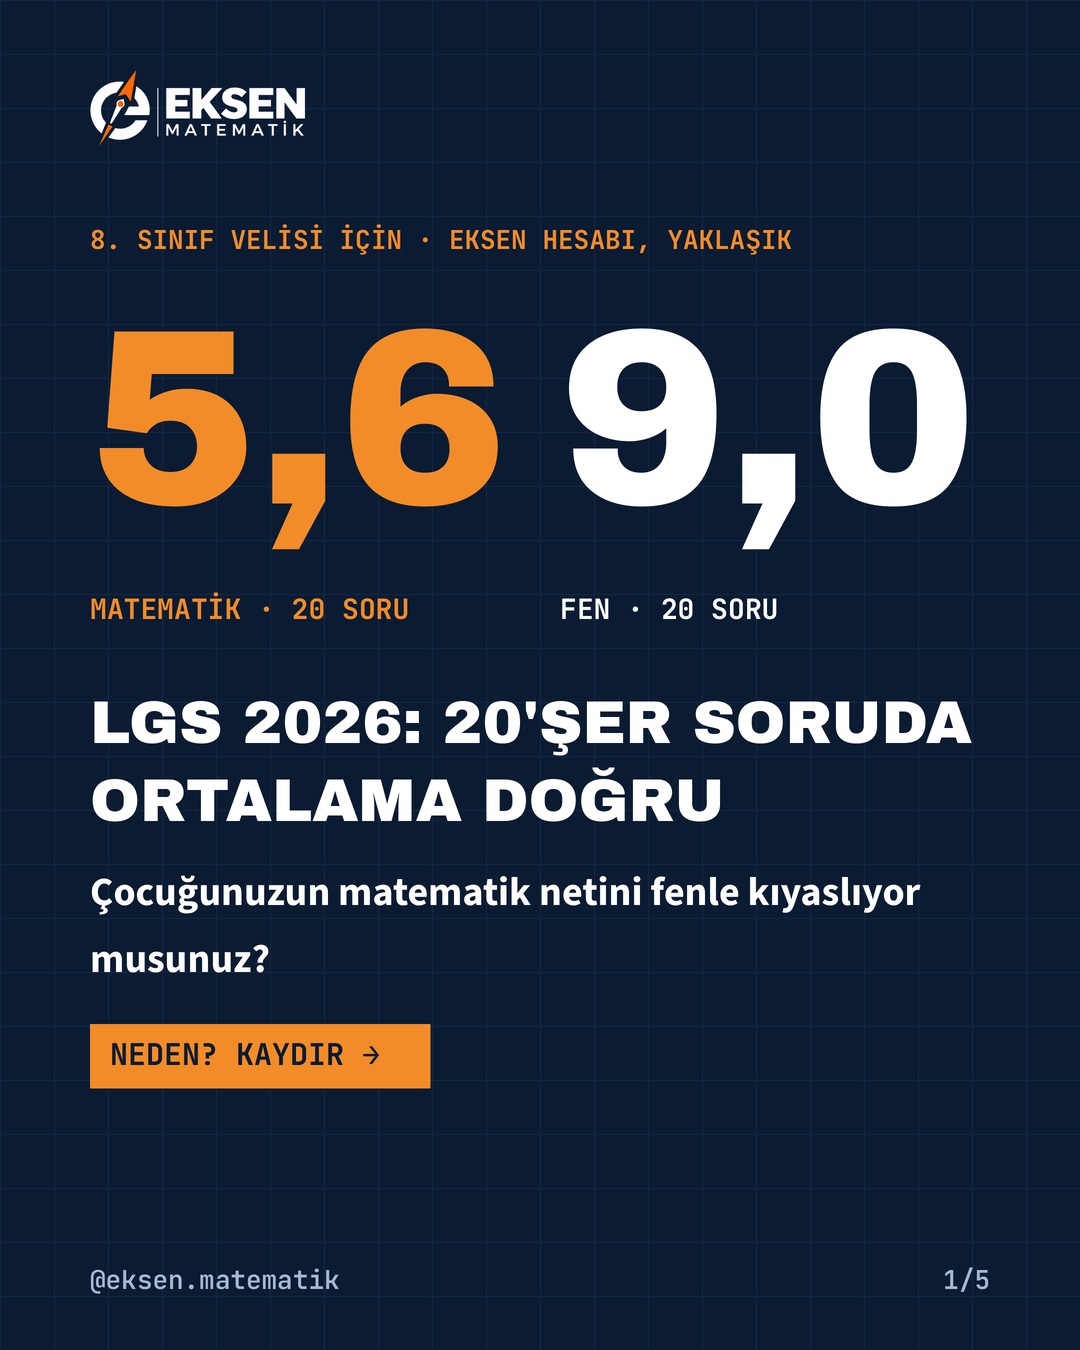 EKSEN
MATEMATİK
8. SINIF VELİSİ İÇİN · EKSEN HESABI, YAKLAŞIK
5,6 9,0
MATEMATİK · 20 SORU FEN · 20 SORU
LGS 2026: 20'ŞER SORUDA
ORTALAMA DOĞRU
Çocuğunuzun matematik netini fenle kıyaslıyor
musunuz?
NEDEN? KAYDIR →
@eksen.matematik 1/5